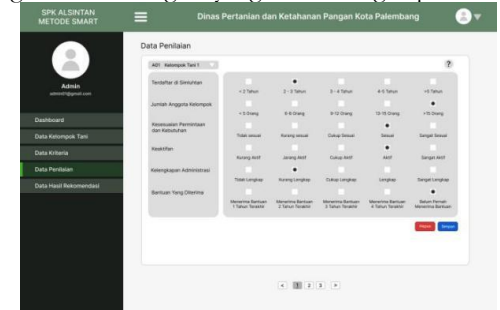 SPK ALSINTAN
METODE SMART
Dinas Pertanian dan Ketahanan Pangan Kota Palembang
Data Penilaian
Admin
Dashboard
Data Kelompok Tani
Data Kriteria
Data Penilaian
Data Hasil Rekomendasi
A01 Kelompok Tani 1
?
Terdaftar di Simluhtan
< 2 Tahun
2 - 3 Tahun
3 - 4 Tahun
4-5 Tahun
>5 Tahun
Jumlah Anggota Kelompok
< 5 Orang
9-12 Orang
12-15 Orang
>15 Orang
Kesesuaian Permintaan
dan Kebutuhan
Tidak sesuai
Kurang sesuai
Cukup Sesuai
Sesuai
Sangat Sesuai
Keaktifan
Kurang Aktif
Jarang Aktif
Cukup Aktif
Aktif
Sangat Aktif
Kelengkapan Administrasi
Tidak Lengkap
Kurang Lengkap
Cukup Lengkap
Lengkap
Sangat Lengkap
Bantuan Yang Diterima
Menerima Bantuan
1 Tahun Terakhir
Menerima Bantuan
2 Tahun Terakhir
Menerima Bantuan
3 Tahun Terakhir
Menerima Bantuan
4 Tahun Terakhir
Belum Pernah
Menerima Bantuan
Simpan
< 1 2 3 >